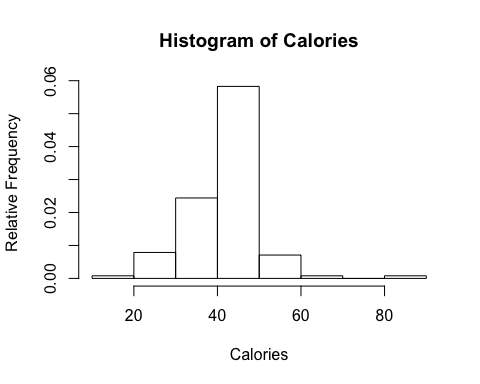 Histogram of Calories
Relative Frequency
0.06
0.04
0.02
0.00
20 40 60 80
Calories